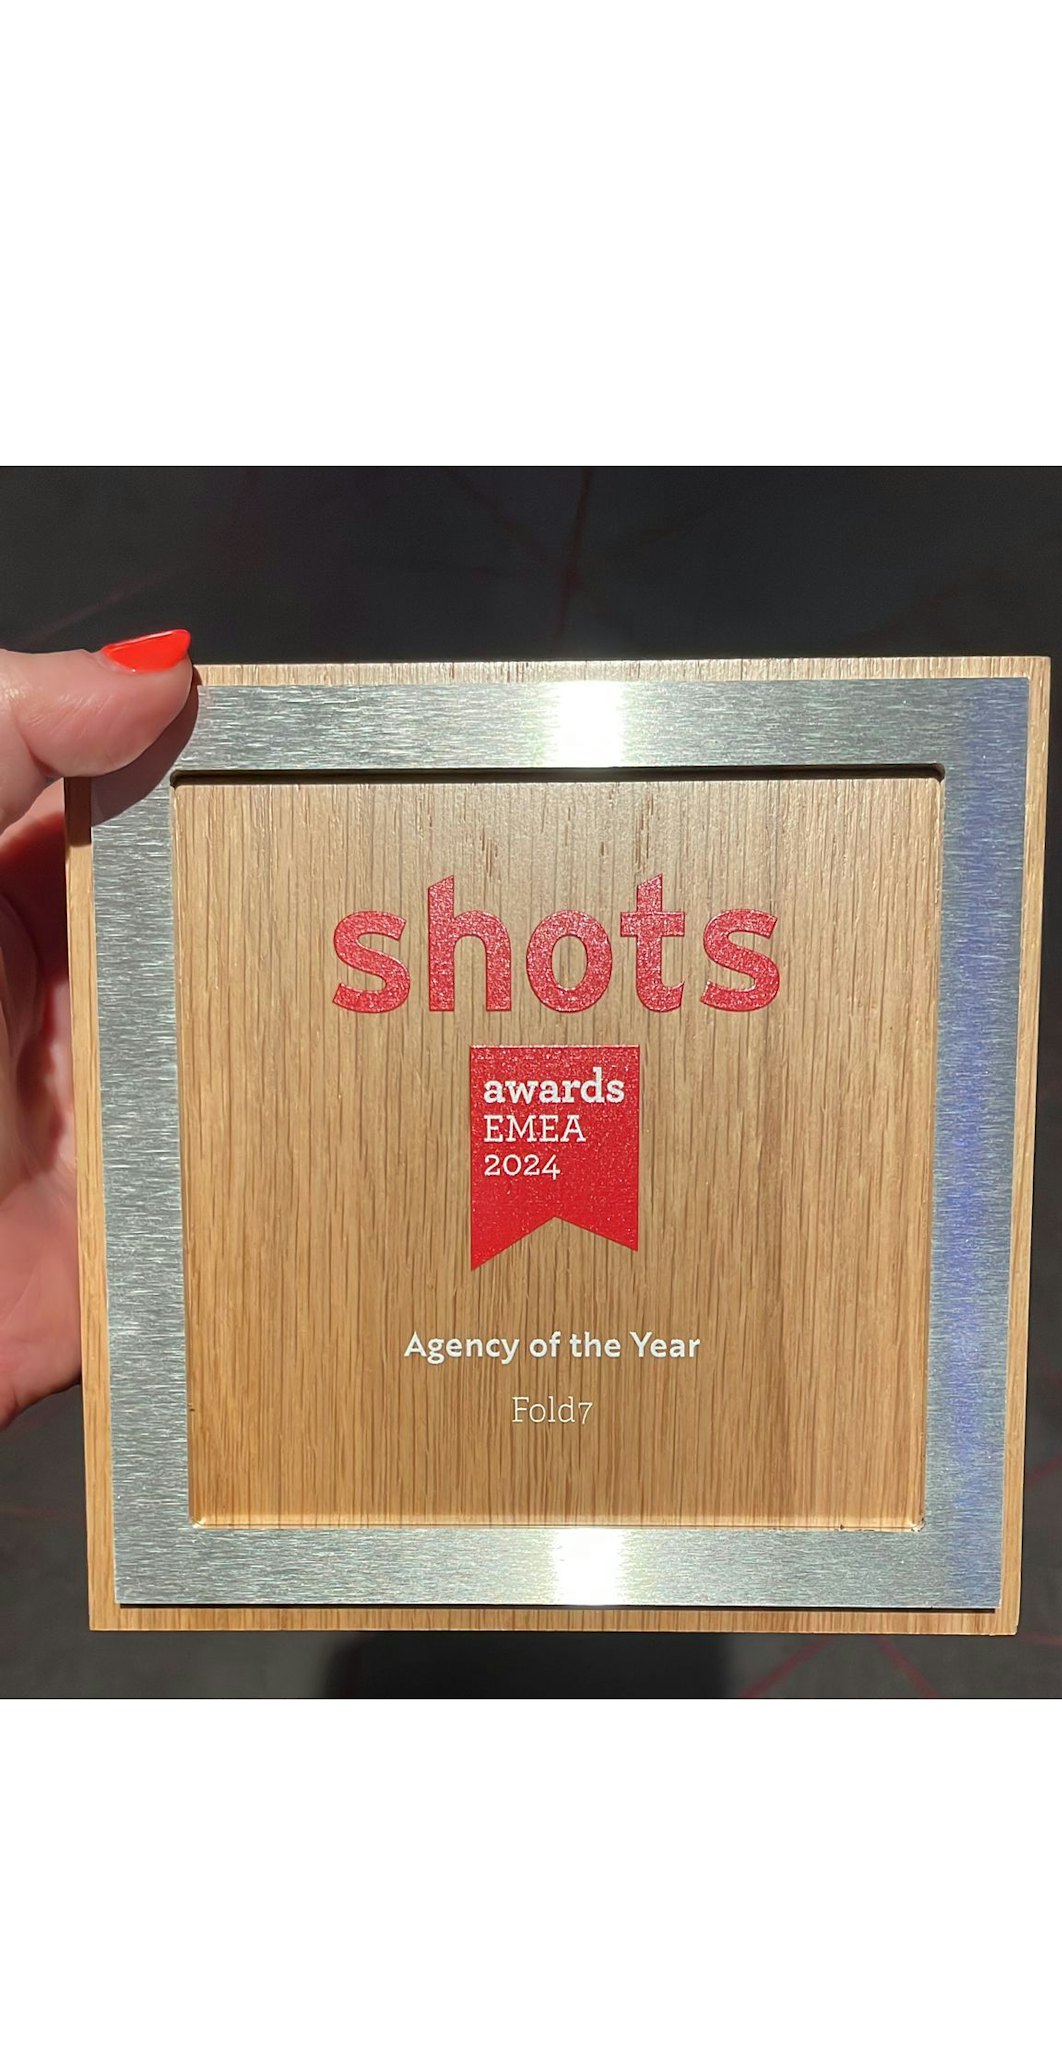 shots
awards
EMEA
2024
Agency of the Year
Fold7